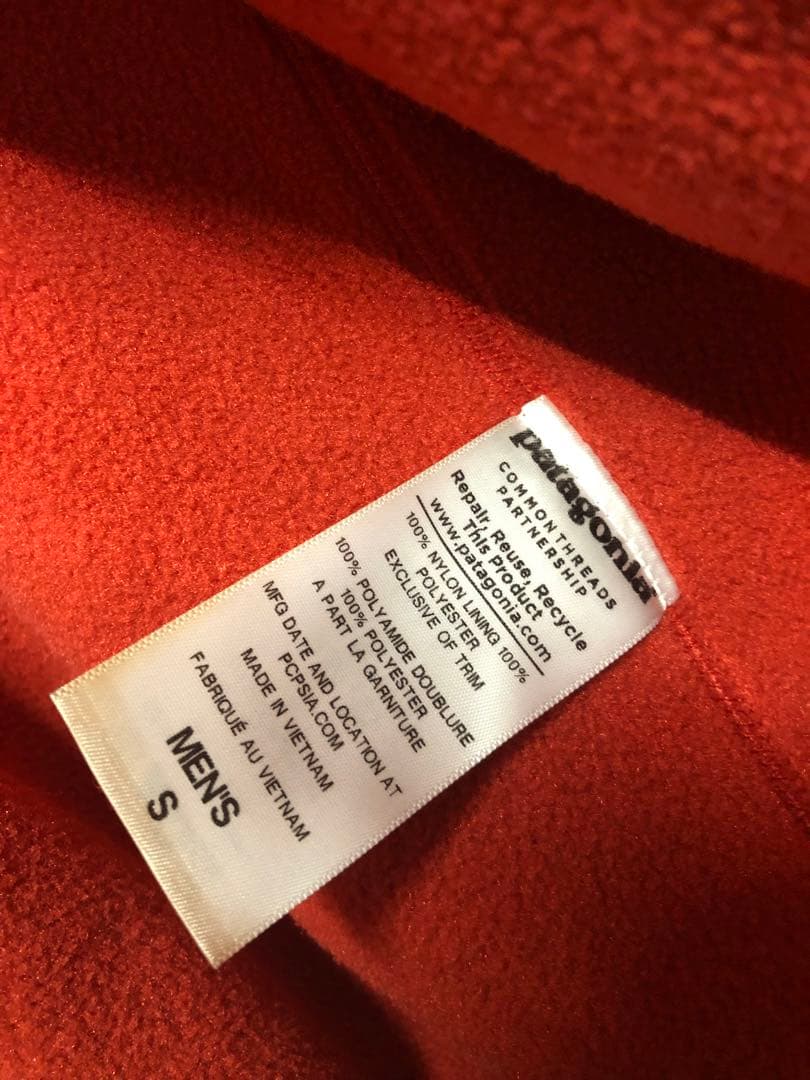 patagonia
COMMONTHREADS
PARTNERSHIP
Repair, Reuse, Recycle
This Product
www.patagonia.com
100% NYLON LINING 100%
POLYESTER
EXCLUSIVE OF TRIM
100% POLYAMIDE DOUBLURE
100% POLYESTER
A PART LA GARNITURE
MFG DATE AND LOCATION AT
PCPSIA.COM
MADE IN VIETNAM
FABRIQUÉ AU VIETNAM
MEN'S
S